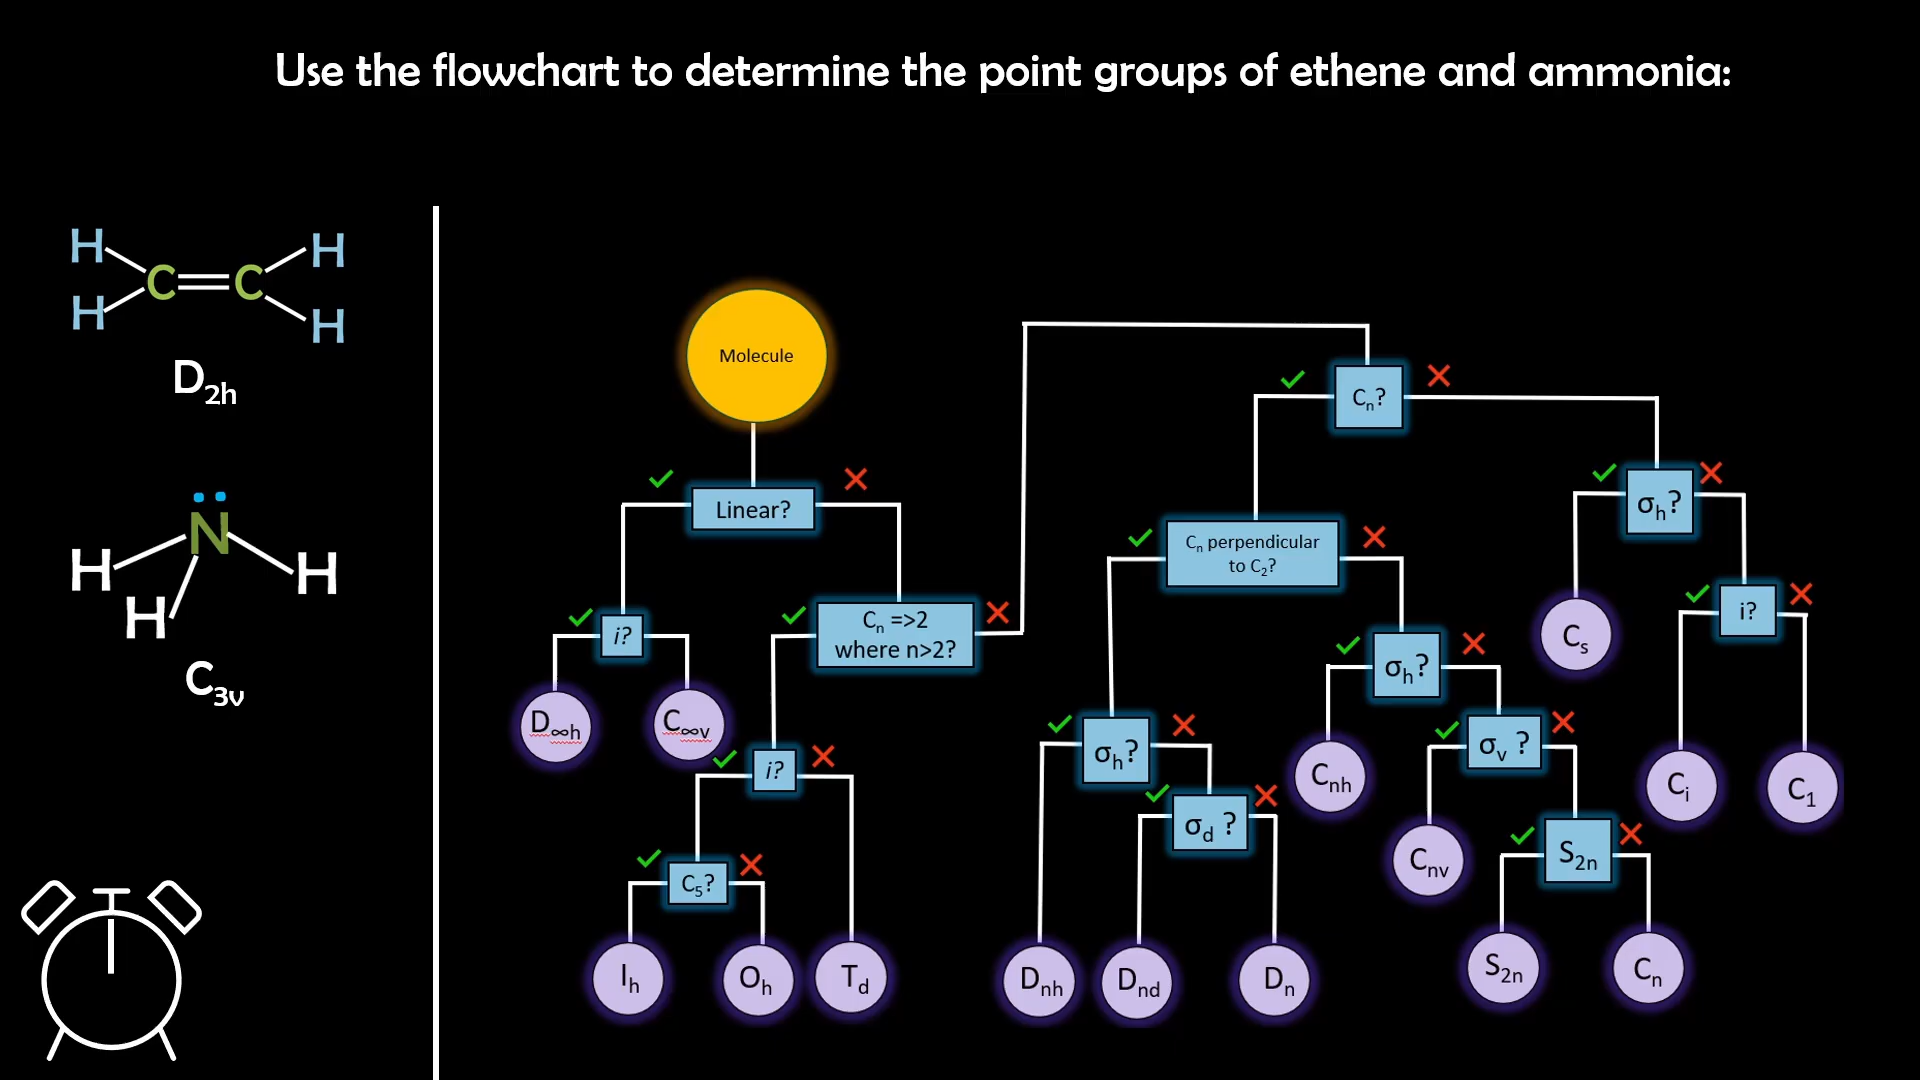 Use the flowchart to determine the point groups of ethene and ammonia:
H H
C C
H H
D2h
N
H H
H
C3v
Molecule
Linear?
i?
D∞h
C∞v
Cn =>2
where n>2?
i?
C5?
Ih
Oh
Td
Cn?
Cn perpendicular
to C2?
σh?
σd ?
Dnh
Dnd
Dn
σh?
Cnh
σv ?
Cnv
S2n
S2n
Cn
σh?
Cs
i?
Ci
C1